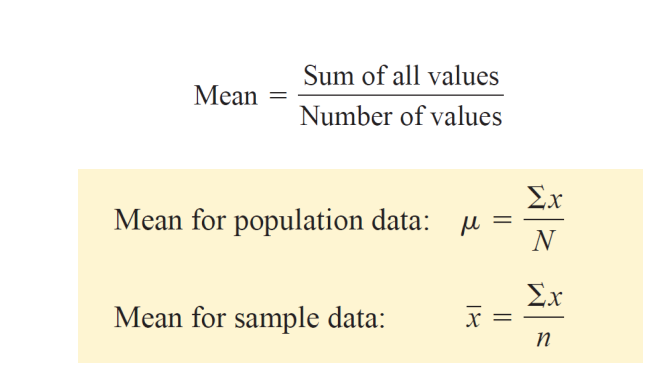 Mean = Sum of all values / Number of values
Mean for population data: μ = Σx / N
Mean for sample data: x̄ = Σx / n